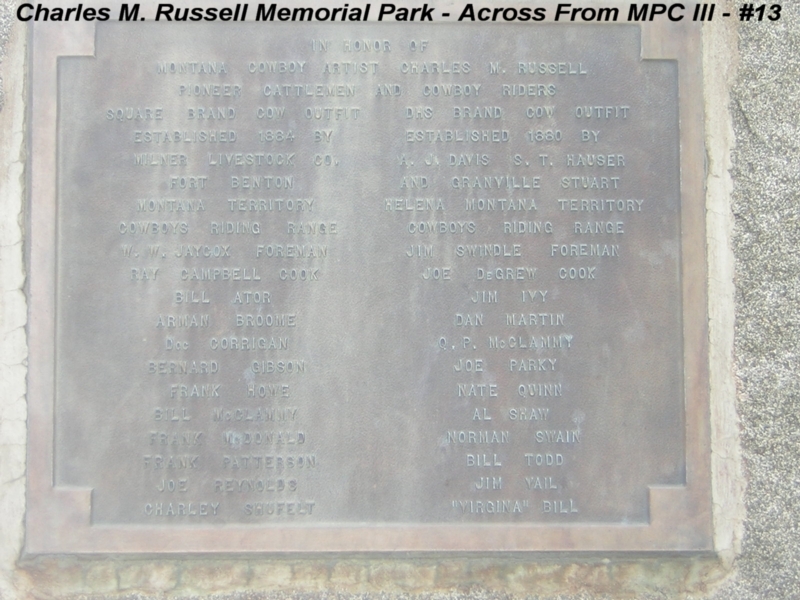 Charles M. Russell Memorial Park - Across From MPC III - #13
IN HONOR OF
MONTANA COWBOY ARTIST CHARLES M. RUSSELL
PIONEER CATTLEMEN AND COWBOY RIDERS
SQUARE BRAND COW OUTFIT
ESTABLISHED 1884 BY
MILNER LIVESTOCK CO.
FORT BENTON
MONTANA TERRITORY
COWBOYS RIDING RANGE
W. W. JAYCOX FOREMAN
RAY CAMPBELL COOK
BILL ATOR
ARMAN BROOME
Doc CORRIGAN
BERNARD GIBSON
FRANK HOWE
BILL McCLAMMY
FRANK McDONALD
FRANK PATTERSON
JOE REYNOLDS
CHARLEY SHUFELT
DHS BRAND COW OUTFIT
ESTABLISHED 1880 BY
A. J. DAVIS S. T. HAUSER
AND GRANVILLE STUART
HELENA MONTANA TERRITORY
COWBOYS RIDING RANGE
JIM SWINDLE FOREMAN
JOE DeGREW COOK
JIM IVY
DAN MARTIN
Q. P. McCLAMMY
JOE PARKY
NATE QUINN
AL SHAW
NORMAN SWAIN
BILL TODD
JIM VAIL
"VIRGINA" BILL